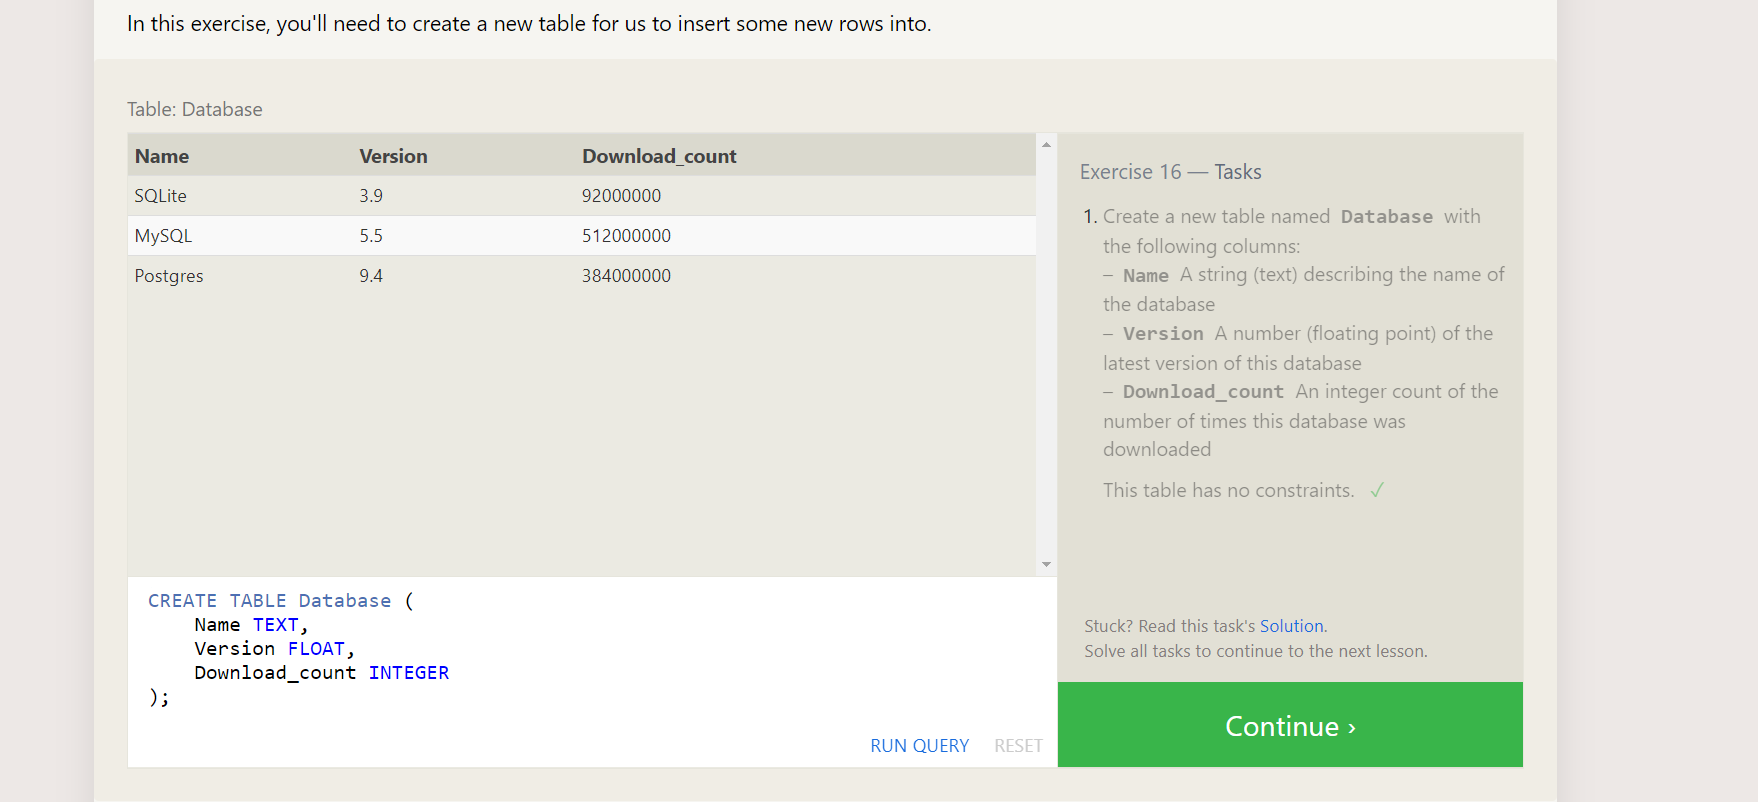 In this exercise, you'll need to create a new table for us to insert some new rows into.
Table: Database
Name Version Download_count
SQLite 3.9 92000000
MySQL 5.5 512000000
Postgres 9.4 384000000
CREATE TABLE Database (
    Name TEXT,
    Version FLOAT,
    Download_count INTEGER
);
RUN QUERY RESET
Exercise 16 — Tasks
1. Create a new table named Database with
the following columns:
– Name A string (text) describing the name of
the database
– Version A number (floating point) of the
latest version of this database
– Download_count An integer count of the
number of times this database was
downloaded
This table has no constraints. ✓
Stuck? Read this task's Solution.
Solve all tasks to continue to the next lesson.
Continue ›